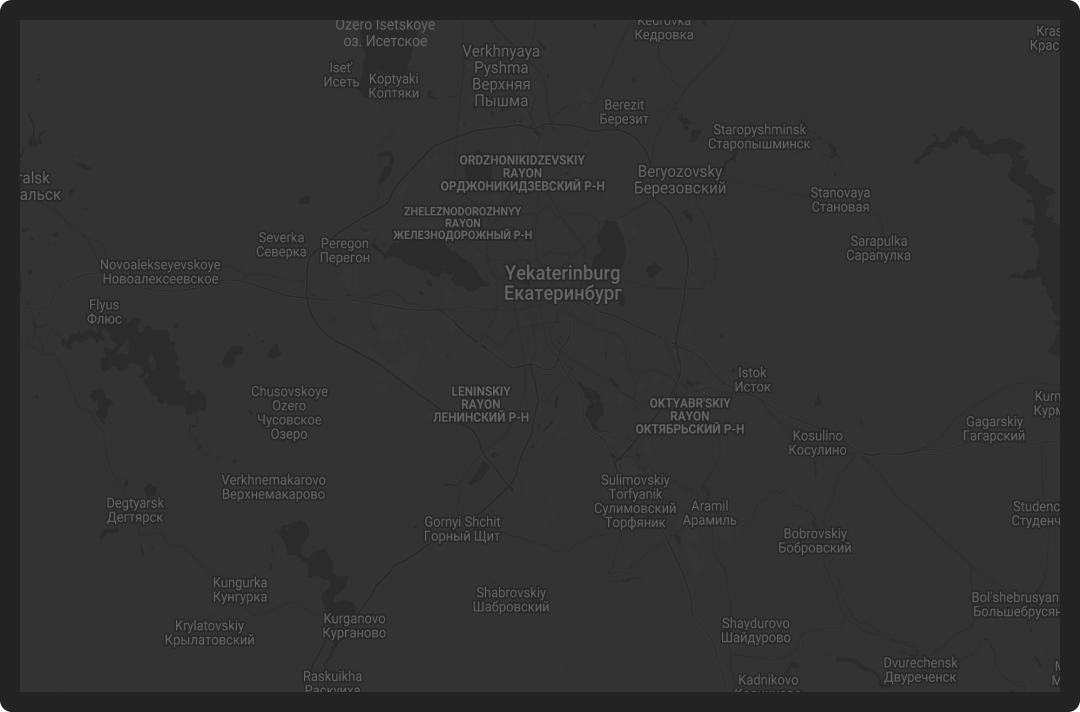 Ozero Isetskoye
оз. Исетское
Кедровка
Kras
Крас
Verkhnyaya
Pyshma
Верхняя
Пышма
Iset'
Исеть
Koptyaki
Коптяки
Berezit
Березит
Staropyshminsk
Старопышминск
ORDZHONIKIDZEVSKIY
RAYON
ОРДЖОНИКИДЗЕВСКИЙ Р-Н
Beryozovsky
Березовский
ralsk
альск
Stanovaya
Становая
ZHELEZNODOROZHNYY
RAYON
ЖЕЛЕЗНОДОРОЖНЫЙ Р-Н
Severka
Северка
Peregon
Перегон
Sarapulka
Сарапулка
Novoalekseyevskoye
Новоалексеевское
Yekaterinburg
Екатеринбург
Flyus
Флюс
Istok
Исток
Chusovskoye
Ozero
Чусовское
Озеро
LENINSKIY
RAYON
ЛЕНИНСКИЙ Р-Н
OKTYABR'SKIY
RAYON
ОКТЯБРЬСКИЙ Р-Н
Kurm
Курм
Gagarskiy
Гагарский
Kosulino
Косулино
Verkhnemakarovo
Верхнемакарово
Sulimovskiy
Torfyanik
Сулимовский
Торфяник
Degtyarsk
Дегтярск
Aramil
Арамиль
Studenc
Студенч
Gornyi Shchit
Горный Щит
Bobrovskiy
Бобровский
Kungurka
Кунгурка
Shabrovskiy
Шабровский
Bol'shebrusyan
Большебрусян
Krylatovskiy
Крылатовский
Kurganovo
Курганово
Shaydurovo
Шайдурово
Dvurechensk
Двуреченск
Raskuikha
Раскуиха
Kadnikovo